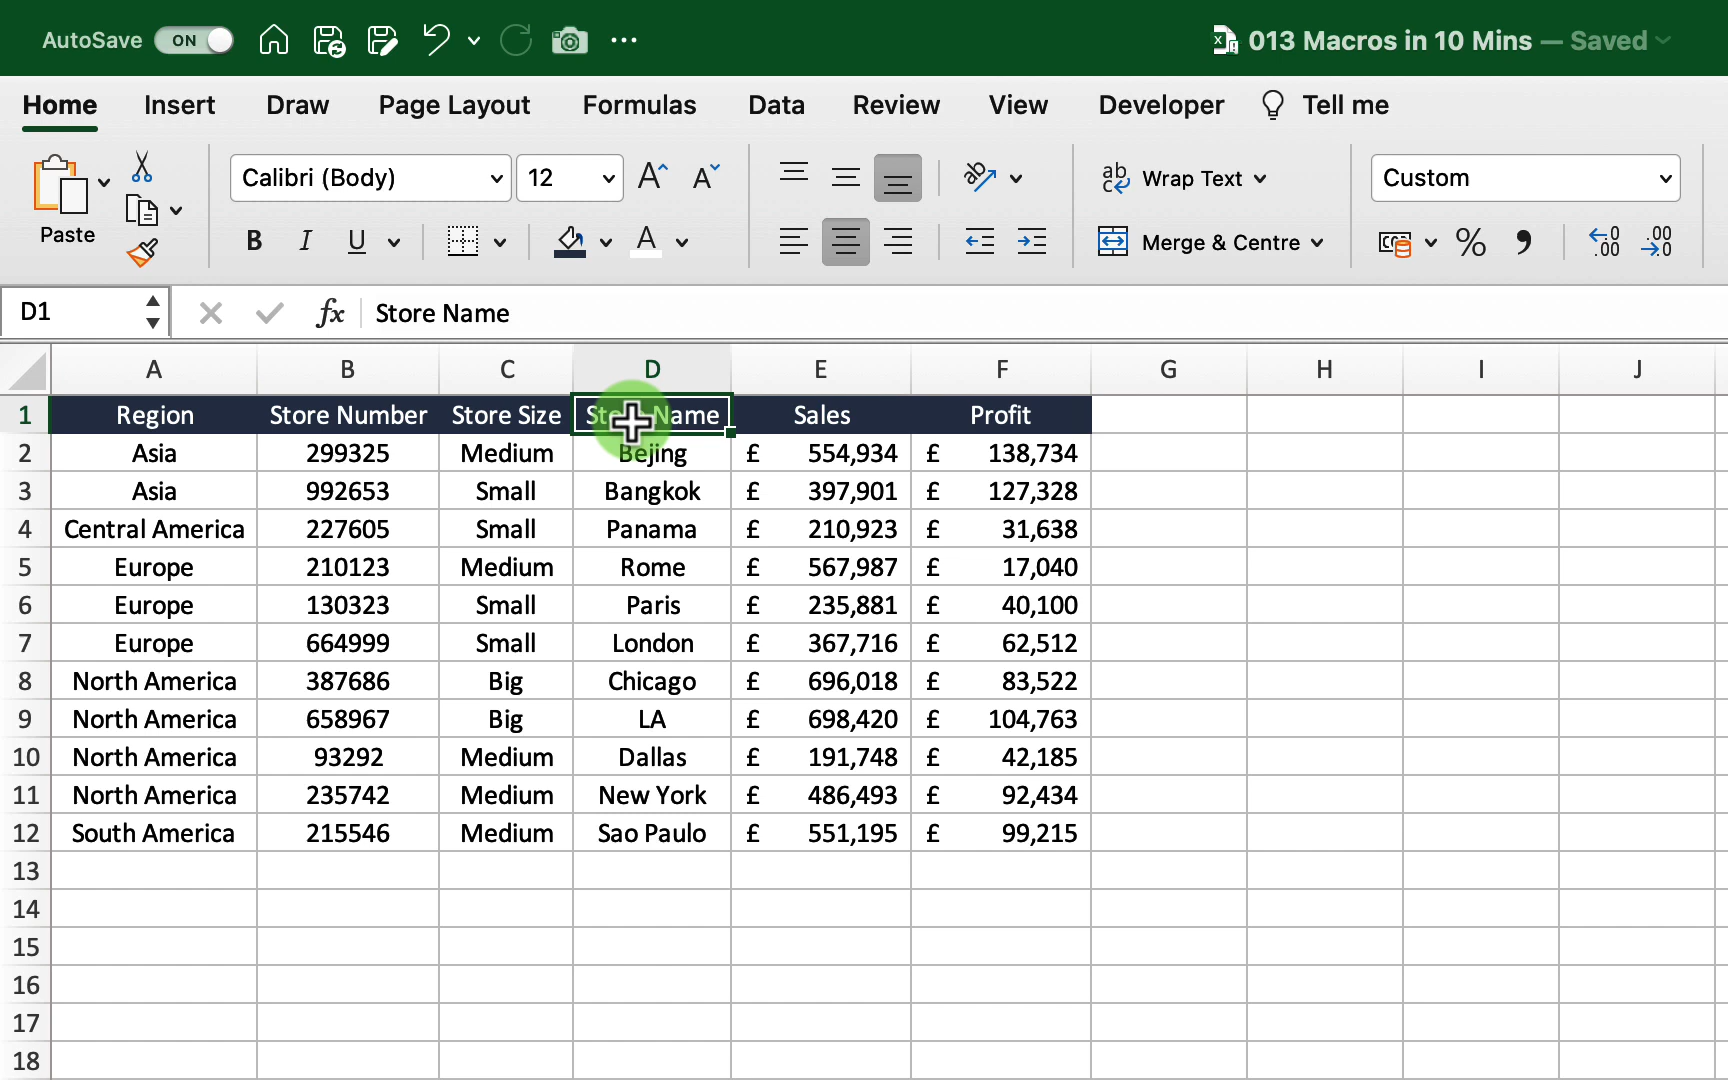 AutoSave ON 013 Macros in 10 Mins — Saved
Home Insert Draw Page Layout Formulas Data Review View Developer Tell me
Calibri (Body) 12 A A ab Wrap Text Custom
Paste B I U A Merge & Centre % .00 .00
D1 fx Store Name
A B C D E F G H I J
1 Region Store Number Store Size Store Name Sales Profit
2 Asia 299325 Medium Bejing £ 554,934 £ 138,734
3 Asia 992653 Small Bangkok £ 397,901 £ 127,328
4 Central America 227605 Small Panama £ 210,923 £ 31,638
5 Europe 210123 Medium Rome £ 567,987 £ 17,040
6 Europe 130323 Small Paris £ 235,881 £ 40,100
7 Europe 664999 Small London £ 367,716 £ 62,512
8 North America 387686 Big Chicago £ 696,018 £ 83,522
9 North America 658967 Big LA £ 698,420 £ 104,763
10 North America 93292 Medium Dallas £ 191,748 £ 42,185
11 North America 235742 Medium New York £ 486,493 £ 92,434
12 South America 215546 Medium Sao Paulo £ 551,195 £ 99,215
13
14
15
16
17
18